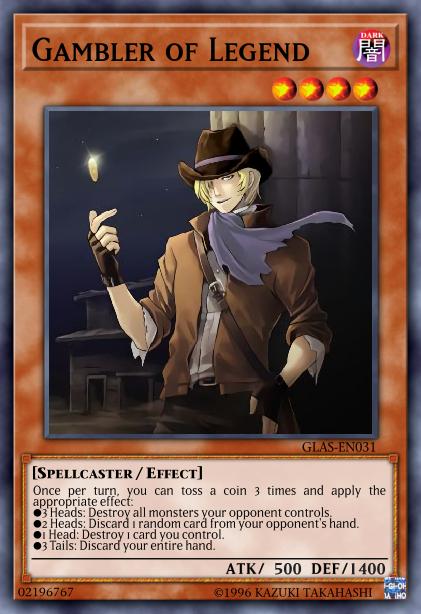 GAMBLER OF LEGEND
DARK
闇
GLAS-EN031
[SPELLCASTER / EFFECT]
Once per turn, you can toss a coin 3 times and apply the
appropriate effect:
●3 Heads: Destroy all monsters your opponent controls.
●2 Heads: Discard 1 random card from your opponent's hand.
●1 Head: Destroy 1 card you control.
●3 Tails: Discard your entire hand.
ATK/ 500 DEF/1400
02196767
©1996 KAZUKI TAKAHASHI